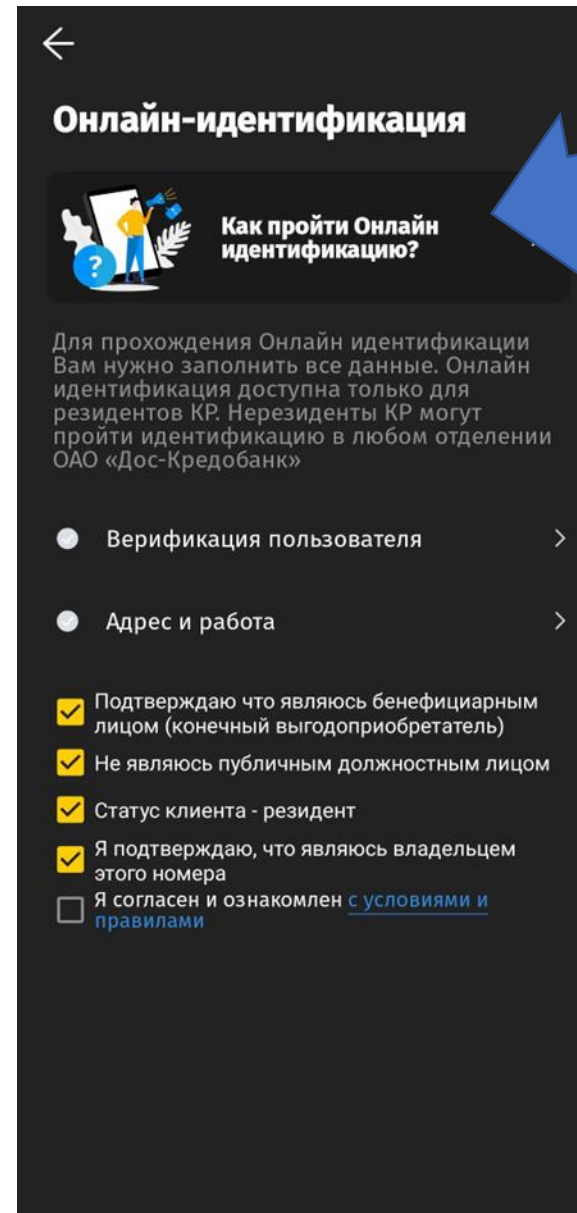 Онлайн-идентификация
Как пройти Онлайн
идентификацию?
?
Для прохождения Онлайн идентификации
Вам нужно заполнить все данные. Онлайн
идентификация доступна только для
резидентов КР. Нерезиденты КР могут
пройти идентификацию в любом отделении
ОАО «Дос-Кредобанк»
Верификация пользователя
Адрес и работа
Подтверждаю что являюсь бенефициарным
лицом (конечный выгодоприобретатель)
Не являюсь публичным должностным лицом
Статус клиента - резидент
Я подтверждаю, что являюсь владельцем
этого номера
Я согласен и ознакомлен с условиями и
правилами